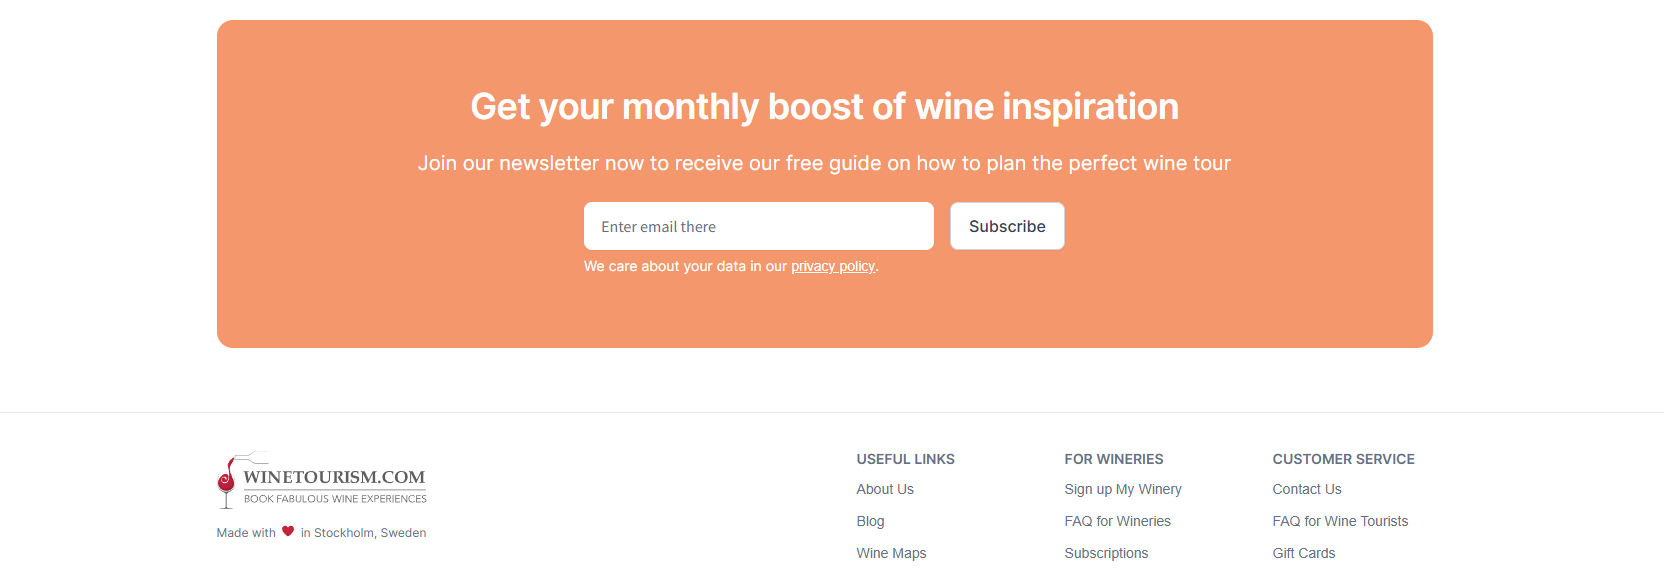 Get your monthly boost of wine inspiration
Join our newsletter now to receive our free guide on how to plan the perfect wine tour
Enter email there
Subscribe
We care about your data in our privacy policy.
WINETOURISM.COM
BOOK FABULOUS WINE EXPERIENCES
Made with ❤ in Stockholm, Sweden
USEFUL LINKS
About Us
Blog
Wine Maps
FOR WINERIES
Sign up My Winery
FAQ for Wineries
Subscriptions
CUSTOMER SERVICE
Contact Us
FAQ for Wine Tourists
Gift Cards